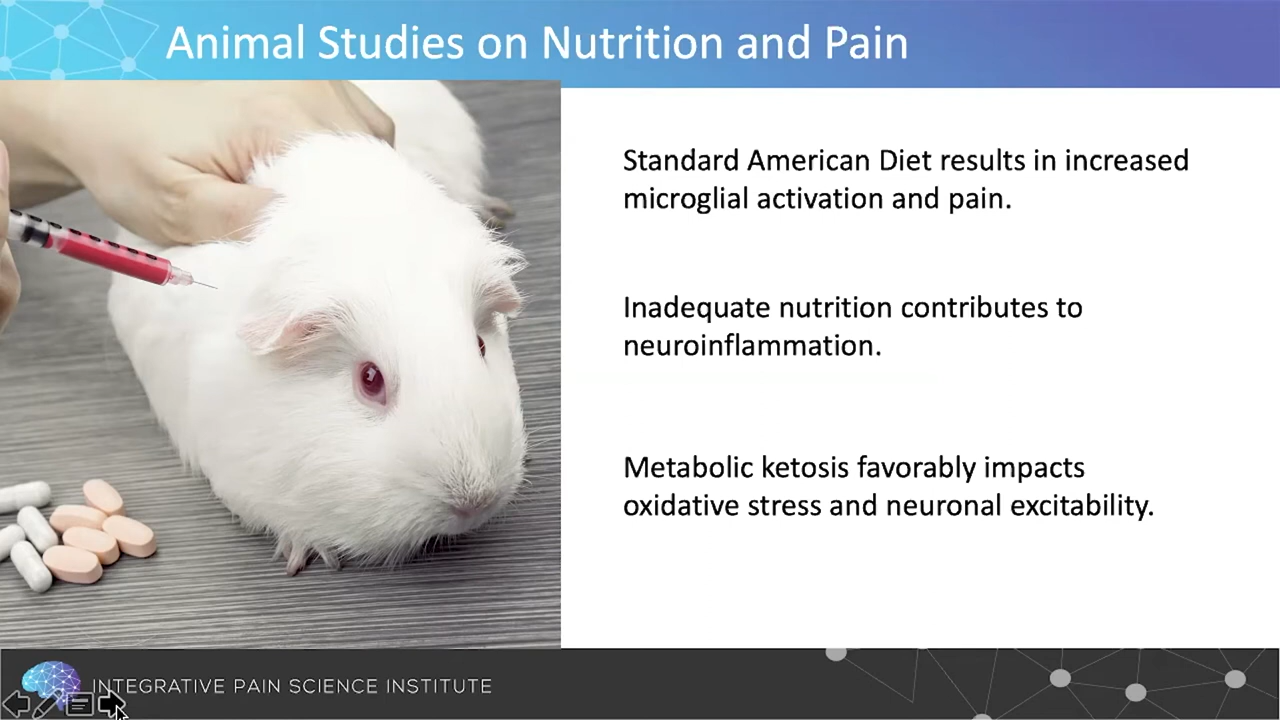 Animal Studies on Nutrition and Pain
Standard American Diet results in increased
microglial activation and pain.
Inadequate nutrition contributes to
neuroinflammation.
Metabolic ketosis favorably impacts
oxidative stress and neuronal excitability.
INTEGRATIVE PAIN SCIENCE INSTITUTE